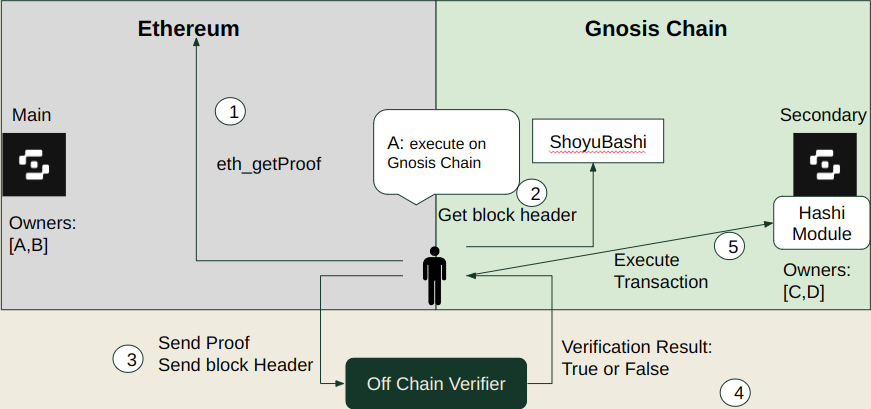 Ethereum
Gnosis Chain
1
Main
Secondary
A: execute on
Gnosis Chain
ShoyuBashi
eth_getProof
2
Get block header
Owners:
[A,B]
Hashi
Module
5
Execute
Transaction
Owners:
[C,D]
3
Send Proof
Send block Header
Verification Result:
True or False
Off Chain Verifier
4